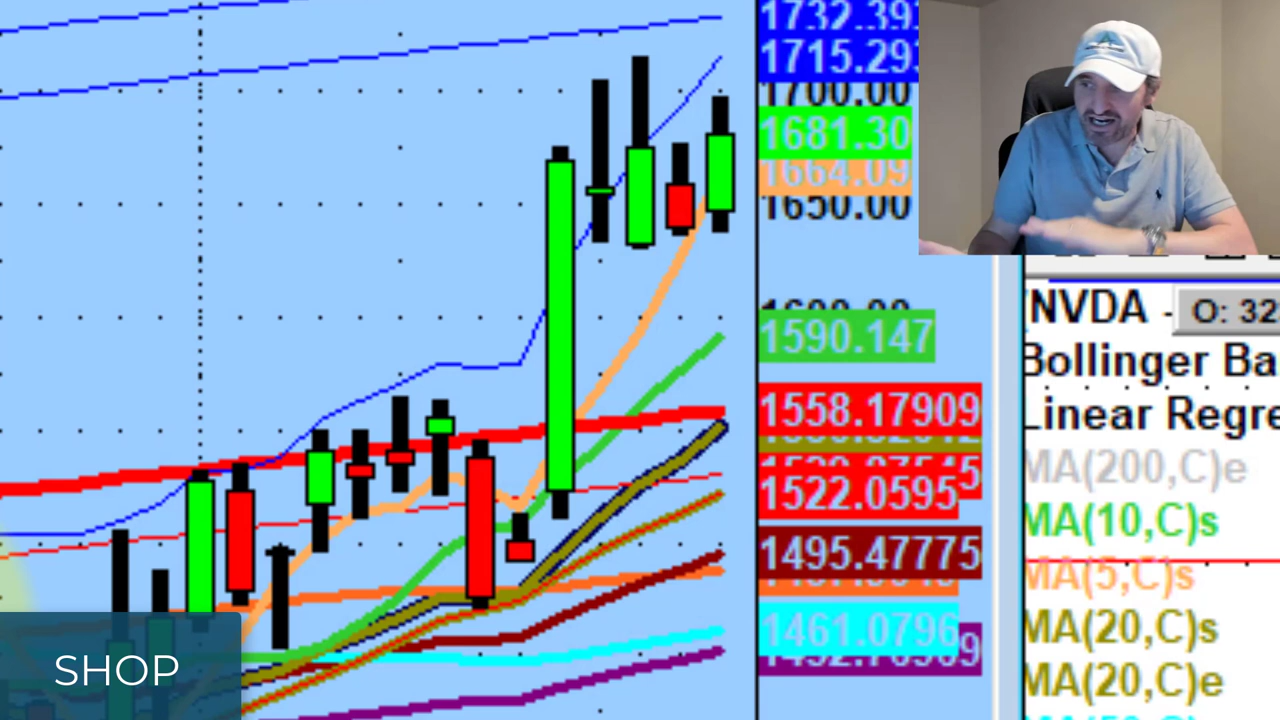 1732.39
1715.29
1700.00
1681.30
1664.09
1650.00
1590.147
1558.17909
1522.0595
1495.47775
1461.0796
NVDA - O: 32
Bollinger Ba
Linear Regre
MA(200,C)e
MA(10,C)s
MA(5,C)s
MA(20,C)s
MA(20,C)e
SHOP